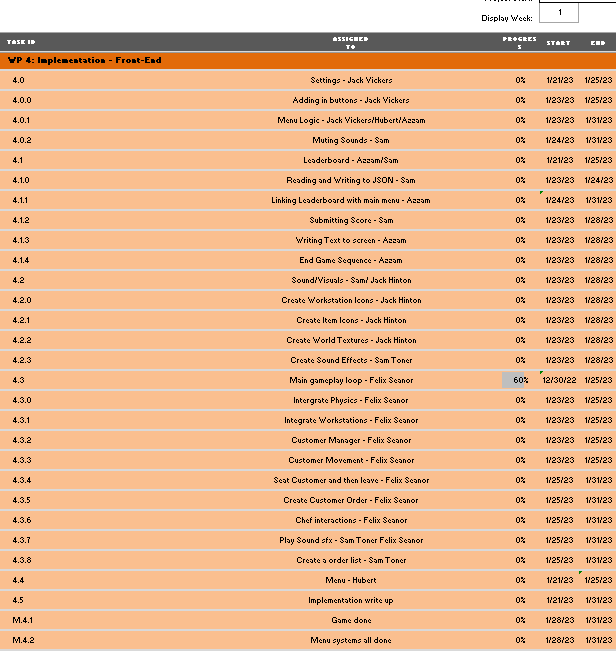 Display Week: 1
TASK ID ASSIGNED TO PROGRESS START END
WP 4: Implementation - Front-End
4.0 Settings - Jack Vickers 0% 1/21/23 1/25/23
4.0.0 Adding in buttons - Jack Vickers 0% 1/23/23 1/25/23
4.0.1 Menu Logic - Jack Vickers/Hubert/Azzam 0% 1/23/23 1/31/23
4.0.2 Muting Sounds - Sam 0% 1/24/23 1/31/23
4.1 Leaderboard - Azzam/Sam 0% 1/21/23 1/25/23
4.1.0 Reading and Writing to JSON - Sam 0% 1/23/23 1/24/23
4.1.1 Linking Leaderboard with main menu - Azzam 0% 1/24/23 1/31/23
4.1.2 Submitting Score - Sam 0% 1/23/23 1/28/23
4.1.3 Writing Text to screen - Azzam 0% 1/23/23 1/28/23
4.1.4 End Game Sequence - Azzam 0% 1/23/23 1/28/23
4.2 Sound/Visuals - Sam/ Jack Hinton 0% 1/23/23 1/28/23
4.2.0 Create Workstation Icons - Jack Hinton 0% 1/23/23 1/28/23
4.2.1 Create Item Icons - Jack Hinton 0% 1/23/23 1/28/23
4.2.2 Create World Textures - Jack Hinton 0% 1/23/23 1/28/23
4.2.3 Create Sound Effects - Sam Toner 0% 1/23/23 1/28/23
4.3 Main gameplay loop - Felix Seanor 60% 12/30/22 1/25/23
4.3.0 Intergrate Physics - Felix Seanor 0% 1/23/23 1/25/23
4.3.1 Integrate Workstations - Felix Seanor 0% 1/23/23 1/25/23
4.3.2 Customer Manager - Felix Seanor 0% 1/23/23 1/25/23
4.3.3 Customer Movement - Felix Seanor 0% 1/23/23 1/25/23
4.3.4 Seat Customer and then leave - Felix Seanor 0% 1/25/23 1/31/23
4.3.5 Create Customer Order - Felix Seanor 0% 1/25/23 1/31/23
4.3.6 Chef interactions - Felix Seanor 0% 1/25/23 1/31/23
4.3.7 Play Sound sfx - Sam Toner Felix Seanor 0% 1/25/23 1/31/23
4.3.8 Create a order list - Sam Toner 0% 1/25/23 1/31/23
4.4 Menu - Hubert 0% 1/21/23 1/25/23
4.5 Implementation write up 0% 1/21/23 1/31/23
M.4.1 Game done 0% 1/28/23 1/31/23
M.4.2 Menu systems all done 0% 1/28/23 1/31/23